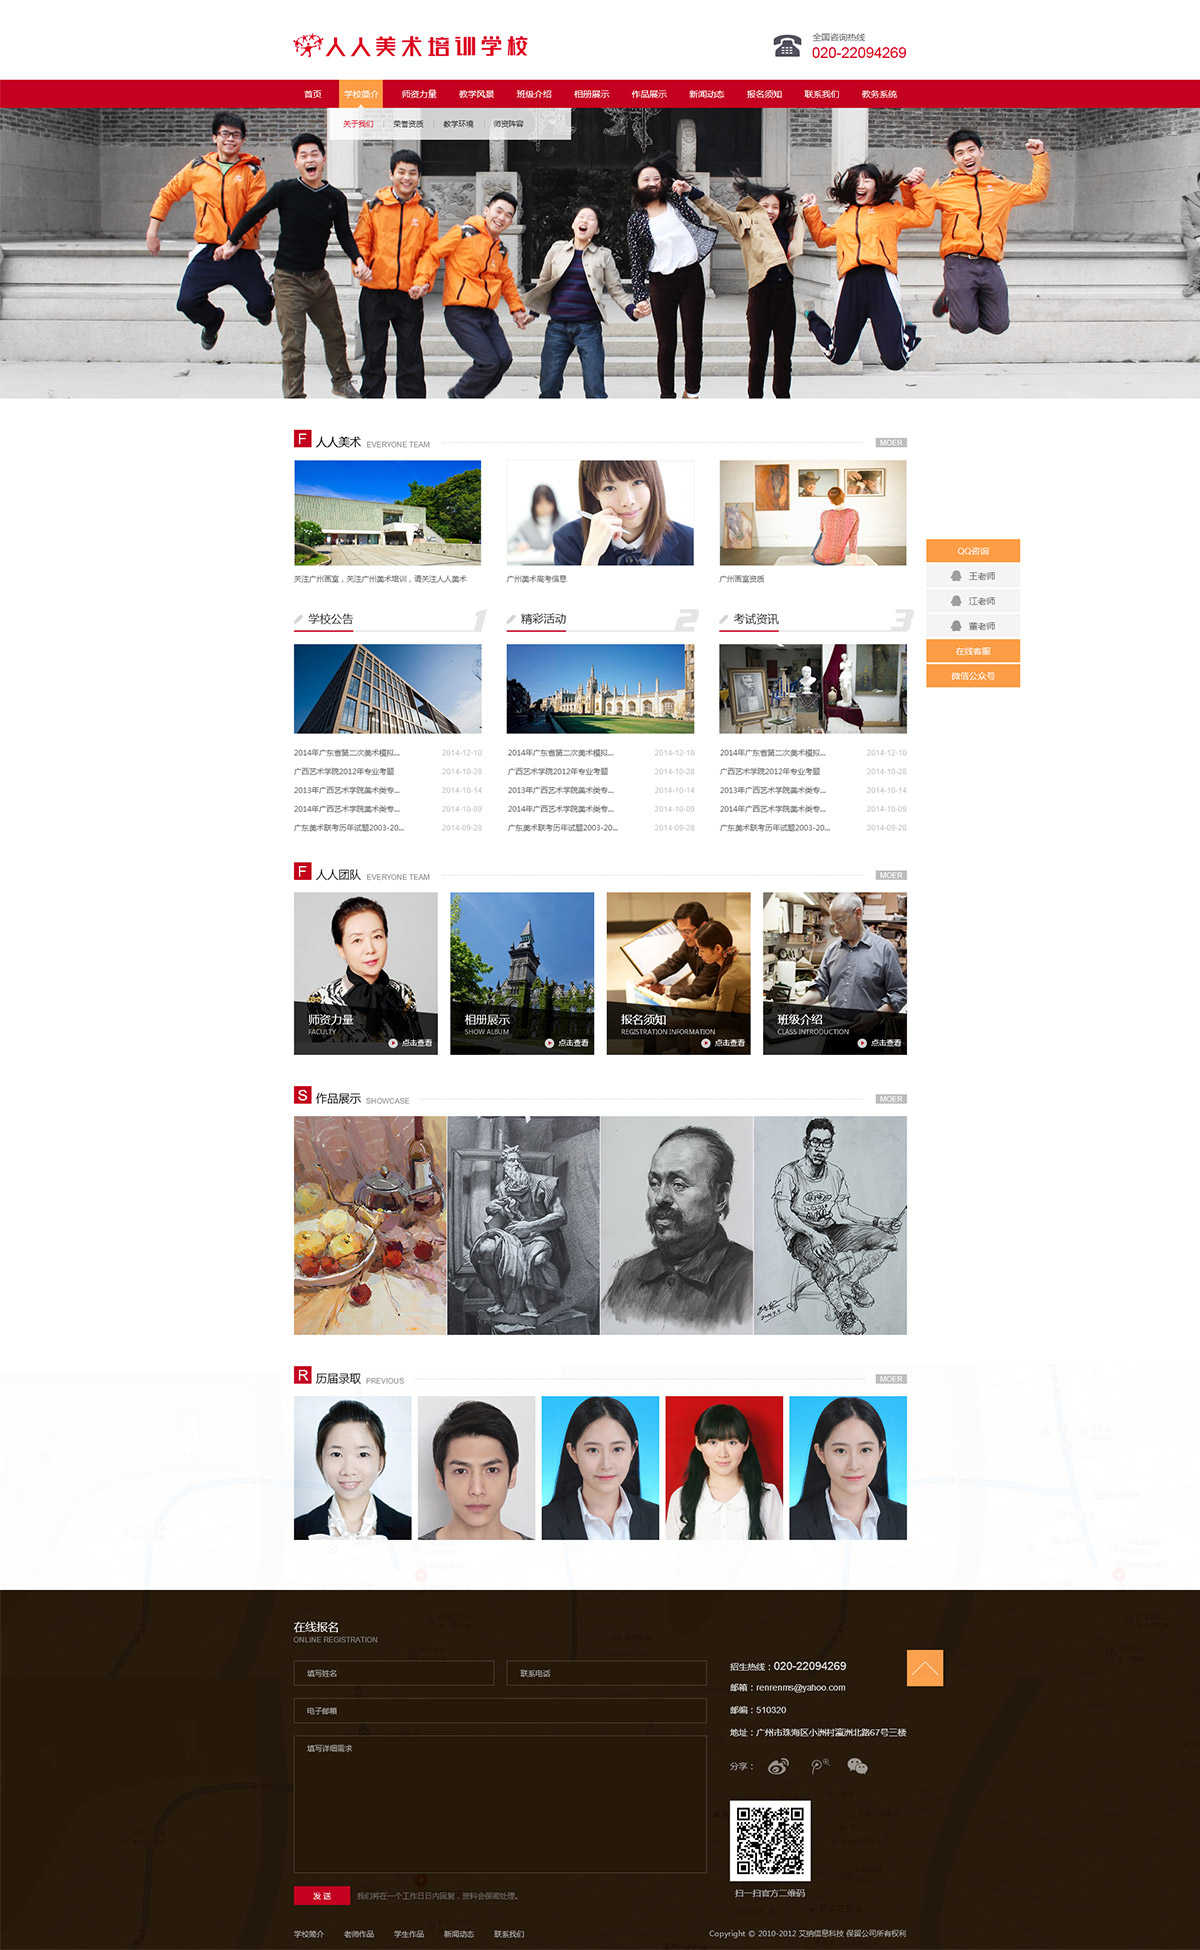 人人美术培训学校
全国咨询热线
020-22094269
首页 学校简介 师资力量 教学风景 班级介绍 相册展示 作品展示 新闻动态 报名须知 联系我们 教务系统
关于我们 荣誉资质 教学环境 师资阵容
F 人人美术 EVERYONE TEAM MOER
关注广州画室，关注广州美术培训，请关注人人美术
广州美术高考信息
广州画室资质
QQ咨询
王老师
江老师
董老师
在线客服
微信公众号
学校公告 1
精彩活动 2
考试资讯 3
2014年广东省第二次美术模拟... 2014-12-10
广西艺术学院2012年专业考题 2014-10-28
2013年广西艺术学院美术类专... 2014-10-14
2014年广西艺术学院美术类专... 2014-10-09
广东美术联考历年试题2003-20... 2014-09-28
2014年广东省第二次美术模拟... 2014-12-10
广西艺术学院2012年专业考题 2014-10-28
2013年广西艺术学院美术类专... 2014-10-14
2014年广西艺术学院美术类专... 2014-10-09
广东美术联考历年试题2003-20... 2014-09-28
2014年广东省第二次美术模拟... 2014-12-10
广西艺术学院2012年专业考题 2014-10-28
2013年广西艺术学院美术类专... 2014-10-14
2014年广西艺术学院美术类专... 2014-10-09
广东美术联考历年试题2003-20... 2014-09-28
F 人人团队 EVERYONE TEAM MOER
师资力量
FACULTY
点击查看
相册展示
SHOW ALBUM
点击查看
报名须知
REGISTRATION INFORMATION
点击查看
班级介绍
CLASS INTRODUCTION
点击查看
S 作品展示 SHOWCASE MOER
R 历届录取 PREVIOUS MOER
在线报名
ONLINE REGISTRATION
填写姓名
联系电话
电子邮箱
填写详细需求
发 送
我们将在一个工作日日内回复，资料会保密处理。
招生热线：020-22094269
邮箱：renrenms@yahoo.com
邮编：510320
地址：广州市珠海区小洲村瀛洲北路67号三楼
分享：
扫一扫官方二维码
学校简介 老师作品 学生作品 新闻动态 联系我们
Copyright © 2010-2012 艾纳信息科技 保留公司所有权利